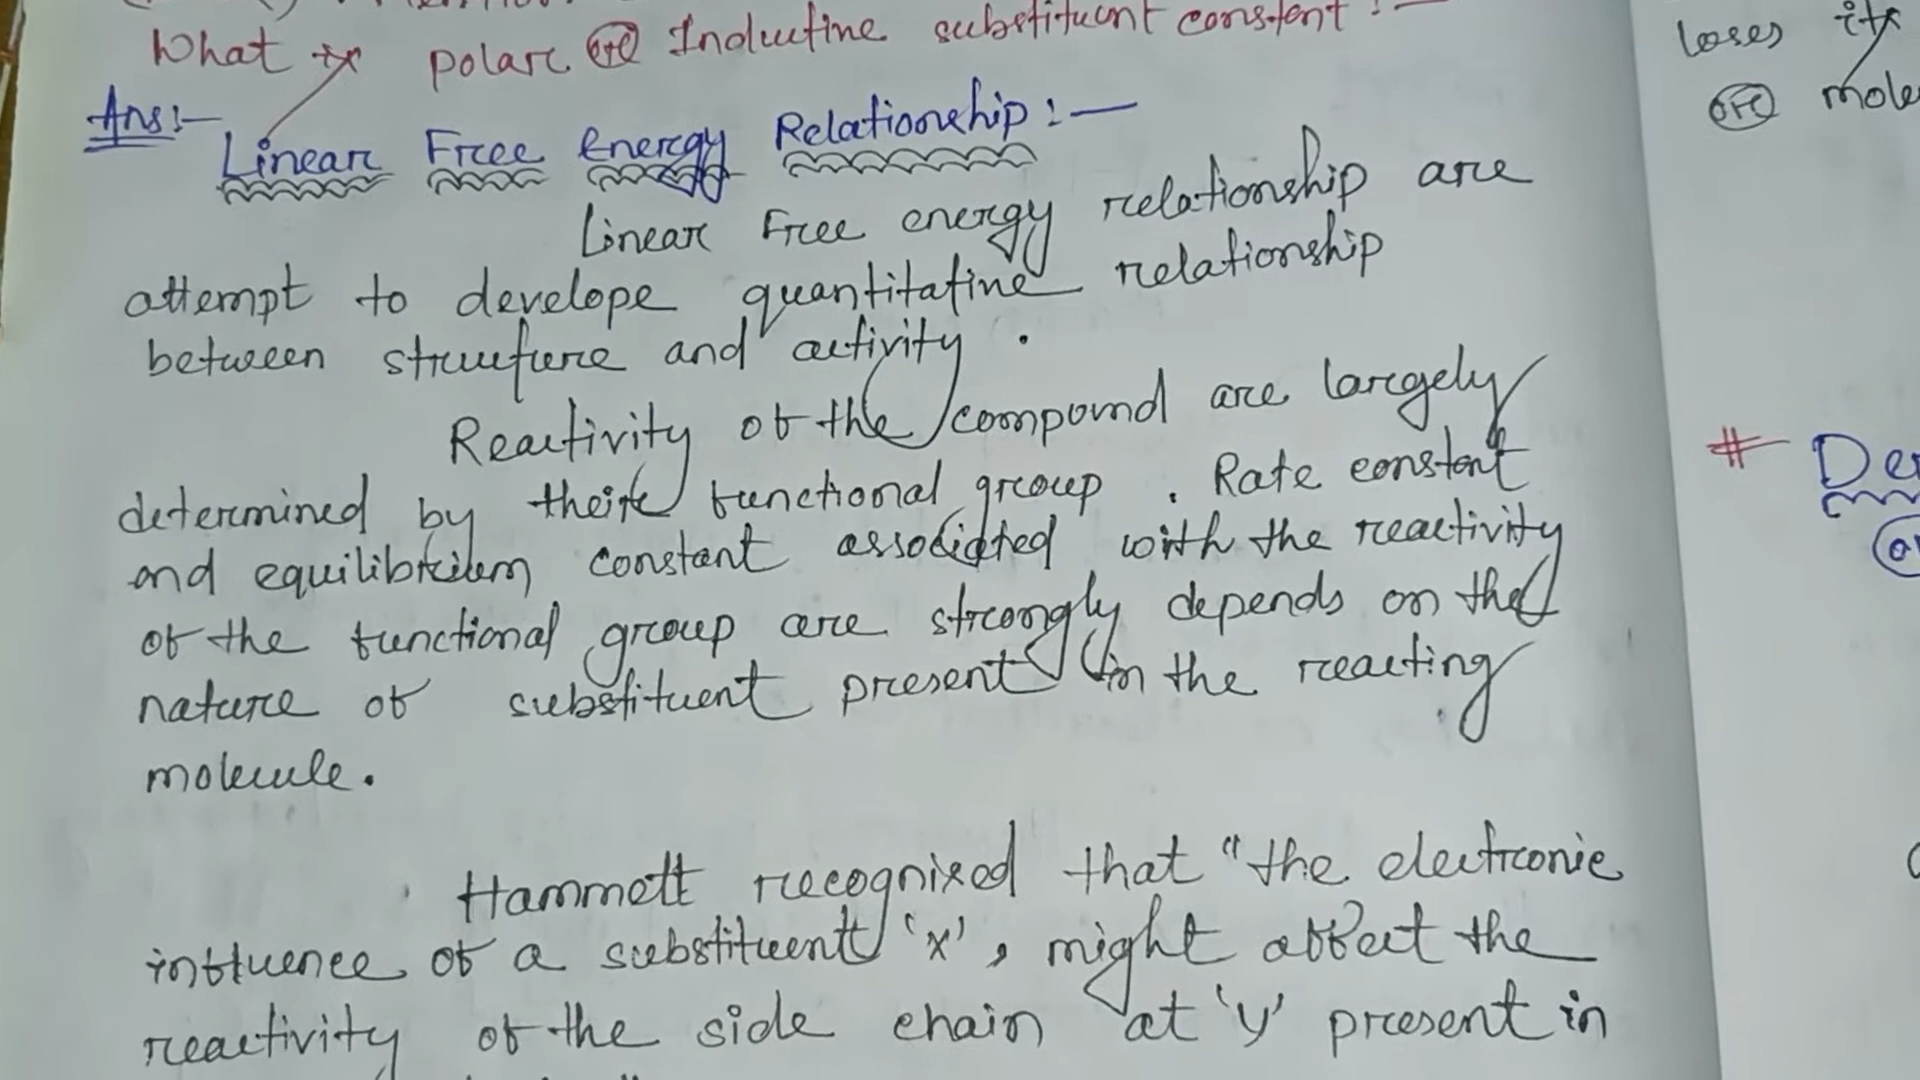 What is polar (or) Inductive substituent constant :-
Ans:-
Linear Free Energy Relationship :-
Linear Free energy relationship are
attempt to develope quantitative relationship
between structure and activity .
Reactivity of the compound are largely
determined by their functional group . Rate constant
and equilibrium constant associated with the reactivity
of the functional group are strongly depends on the
nature of substituent present in the reacting
molecule.
Hammett recognized that "the electronic
influence of a substituent 'x', might affect the
reactivity of the side chain at 'y' present in
loses its
(or) mole
# De